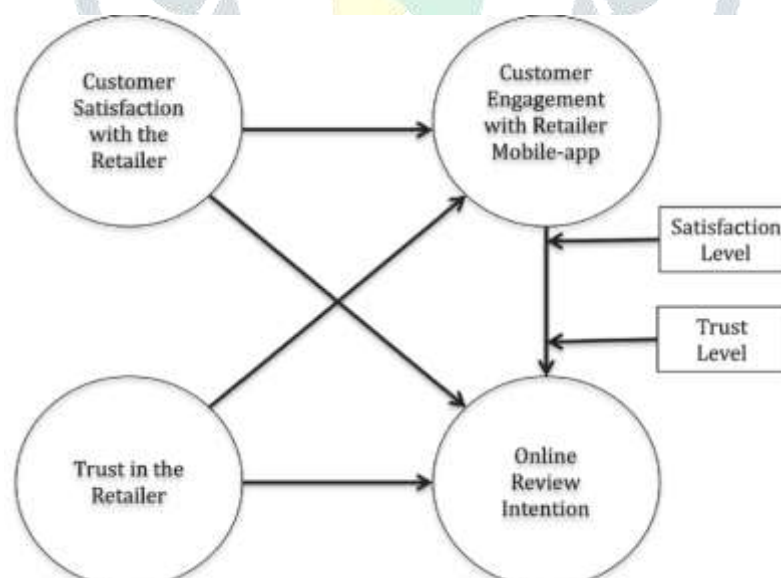 Customer
Satisfaction
with the
Retailer
Customer
Engagement
with Retailer
Mobile-app
Satisfaction
Level
Trust
Level
Trust in the
Retailer
Online
Review
Intention